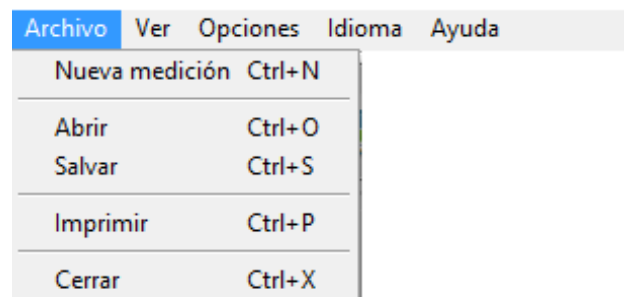 Archivo Ver Opciones Idioma Ayuda
Nueva medición Ctrl+N
Abrir Ctrl+O
Salvar Ctrl+S
Imprimir Ctrl+P
Cerrar Ctrl+X